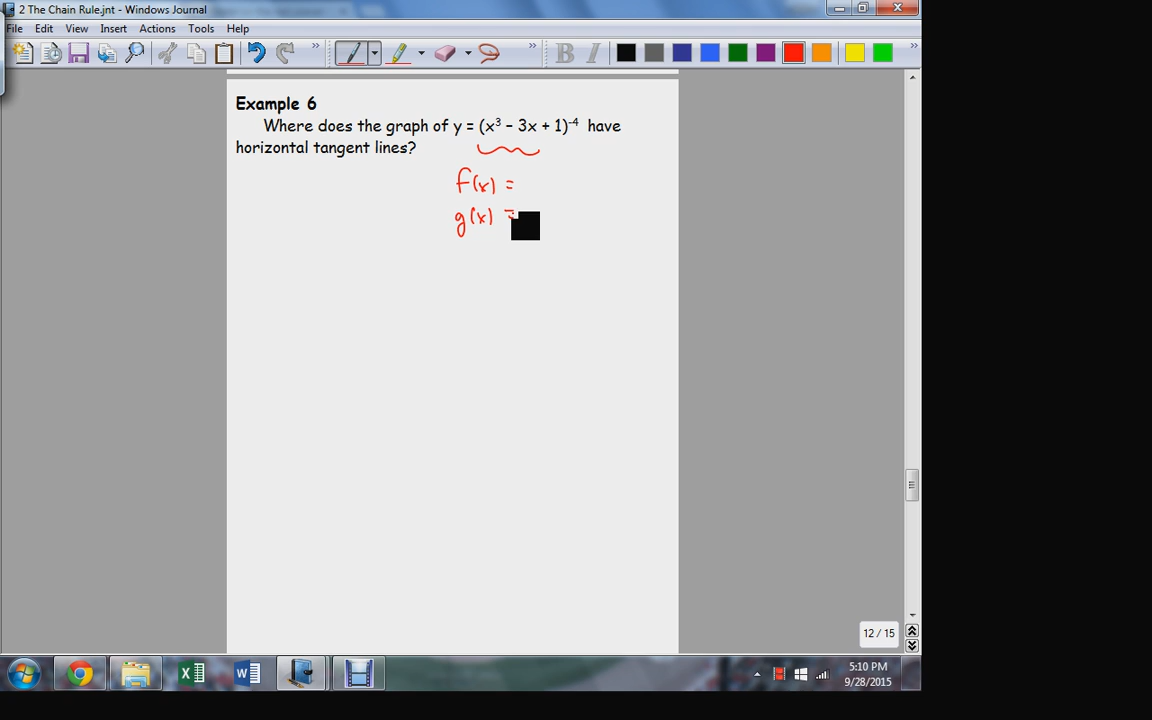 2 The Chain Rule.jnt - Windows Journal
File Edit View Insert Actions Tools Help
» » B I »
Example 6
Where does the graph of y = (x³ – 3x + 1)⁻⁴ have
horizontal tangent lines?
f(x) =
g(x) =
12 / 15
5:10 PM
9/28/2015